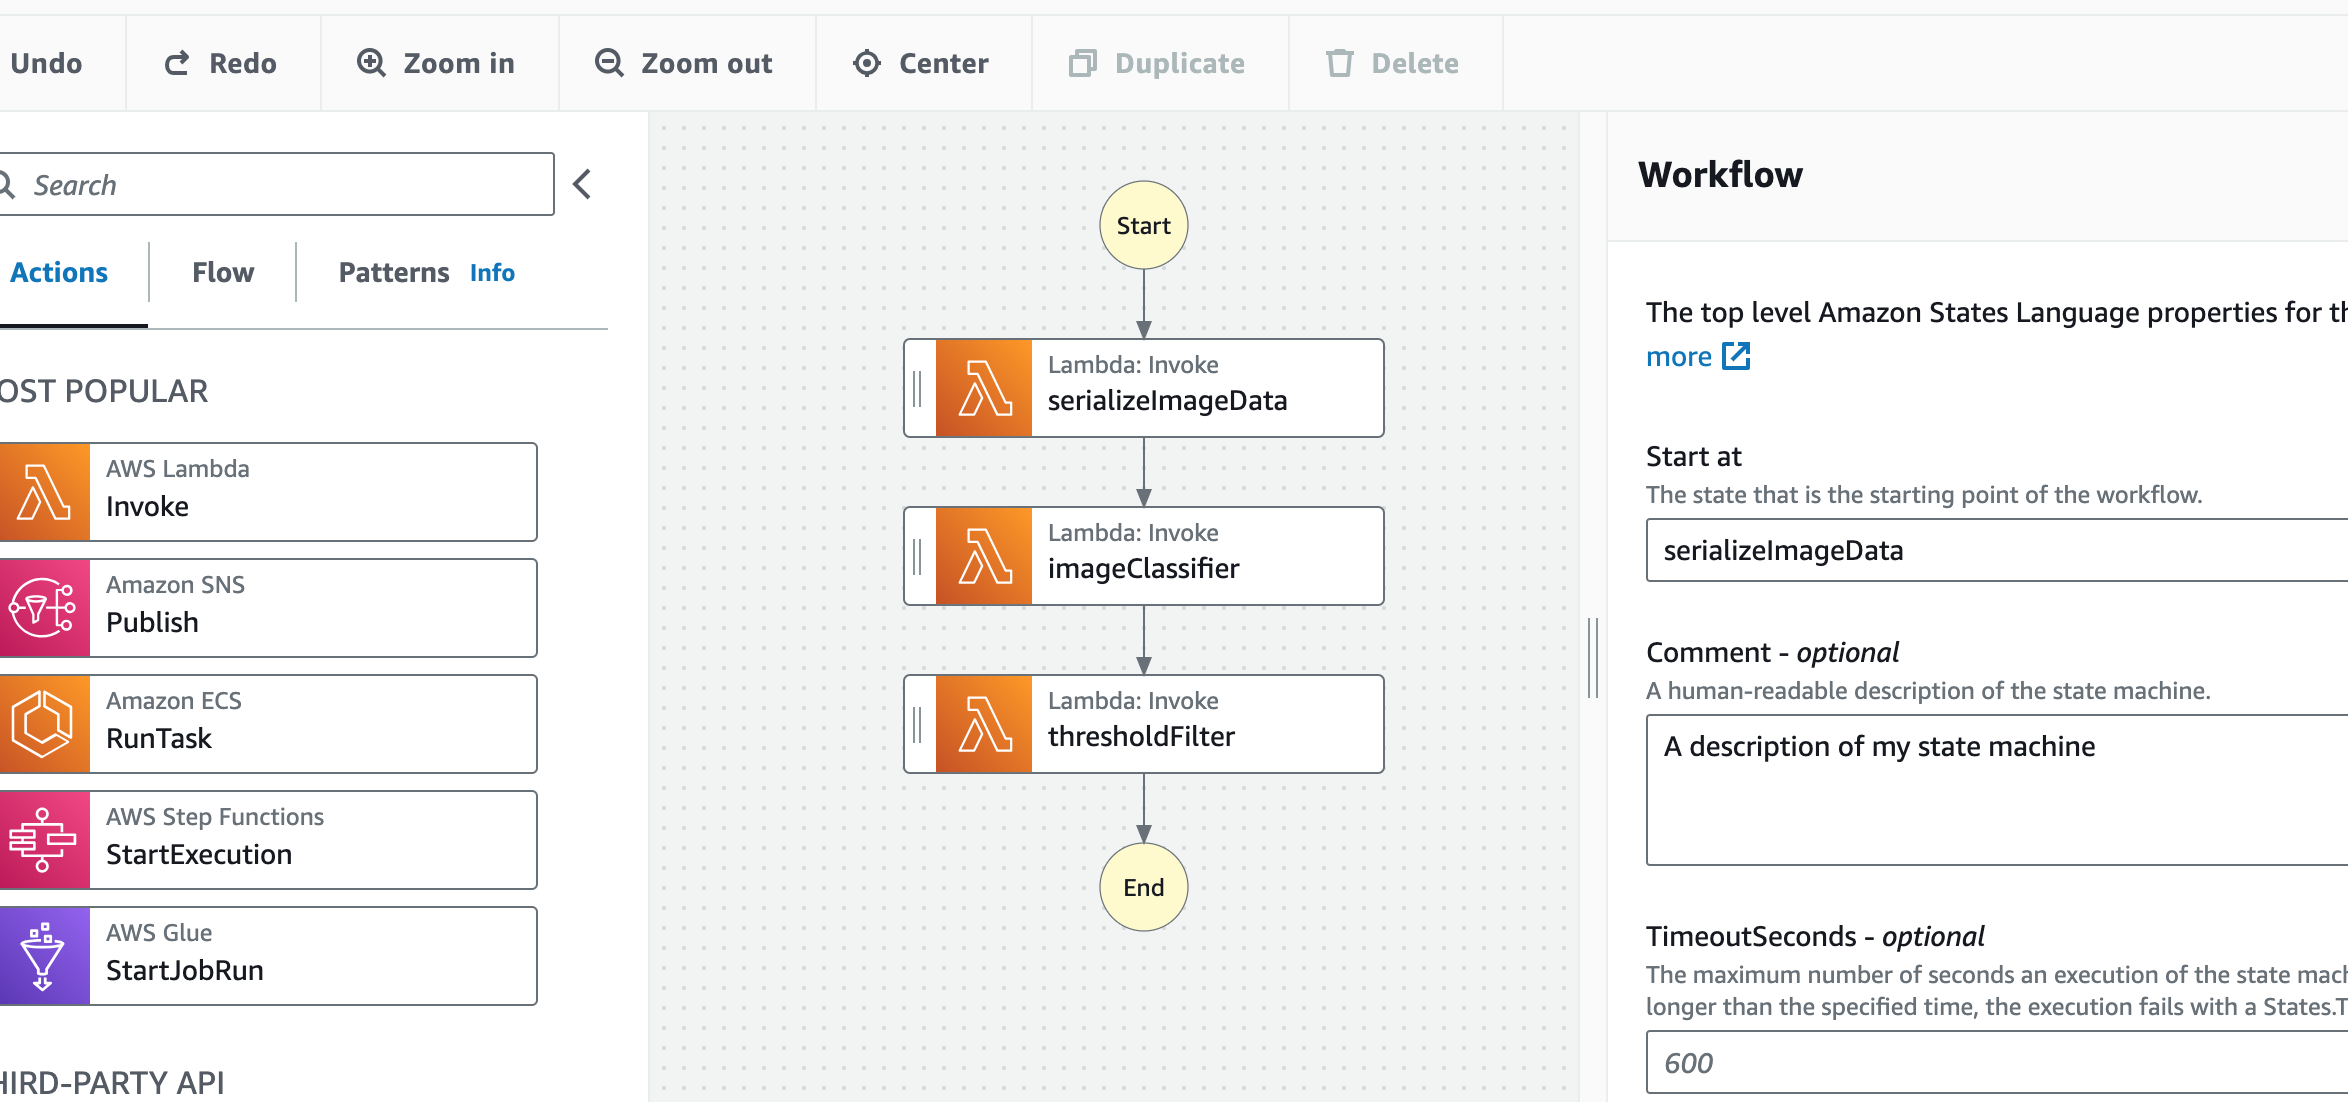 Undo
Redo
Zoom in
Zoom out
Center
Duplicate
Delete
Search
Actions
Flow
Patterns
Info
OST POPULAR
AWS Lambda
Invoke
Amazon SNS
Publish
Amazon ECS
RunTask
AWS Step Functions
StartExecution
AWS Glue
StartJobRun
HIRD-PARTY API
Start
Lambda: Invoke
serializeImageData
Lambda: Invoke
imageClassifier
Lambda: Invoke
thresholdFilter
End
Workflow
The top level Amazon States Language properties for th
more
Start at
The state that is the starting point of the workflow.
serializeImageData
Comment - optional
A human-readable description of the state machine.
A description of my state machine
TimeoutSeconds - optional
The maximum number of seconds an execution of the state mach
longer than the specified time, the execution fails with a States.T
600